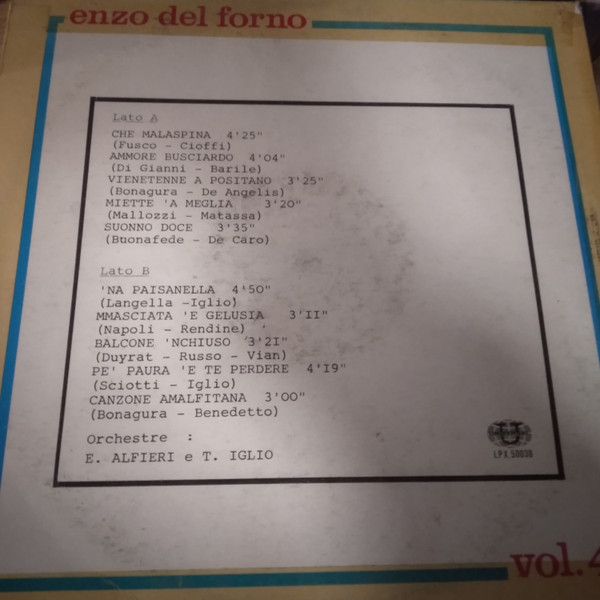 enzo del forno
Lato A
CHE MALASPINA 4'25"
(Fusco - Cioffi)
AMMORE BUSCIARDO 4'04"
(Di Gianni - Barile)
VIENETENNE A POSITANO 3'25"
(Bonagura - De Angelis)
MIETTE 'A MEGLIA 3'20"
(Mallozzi - Matassa)
SUONNO DOCE 3'35"
(Buonafede - De Caro)
Lato B
'NA PAISANELLA 4'50"
(Langella -Iglio)
MMASCIATA 'E GELUSIA 3'II"
(Napoli - Rendine)
BALCONE 'NCHIUSO 3'2I"
(Duyrat - Russo - Vian)
PE' PAURA 'E TE PERDERE 4'I9"
(Sciotti - Iglio)
CANZONE AMALFITANA 3'00"
(Bonagura - Benedetto)
Orchestre :
E. ALFIERI e T. IGLIO
U
LPX 50038
vol. 4